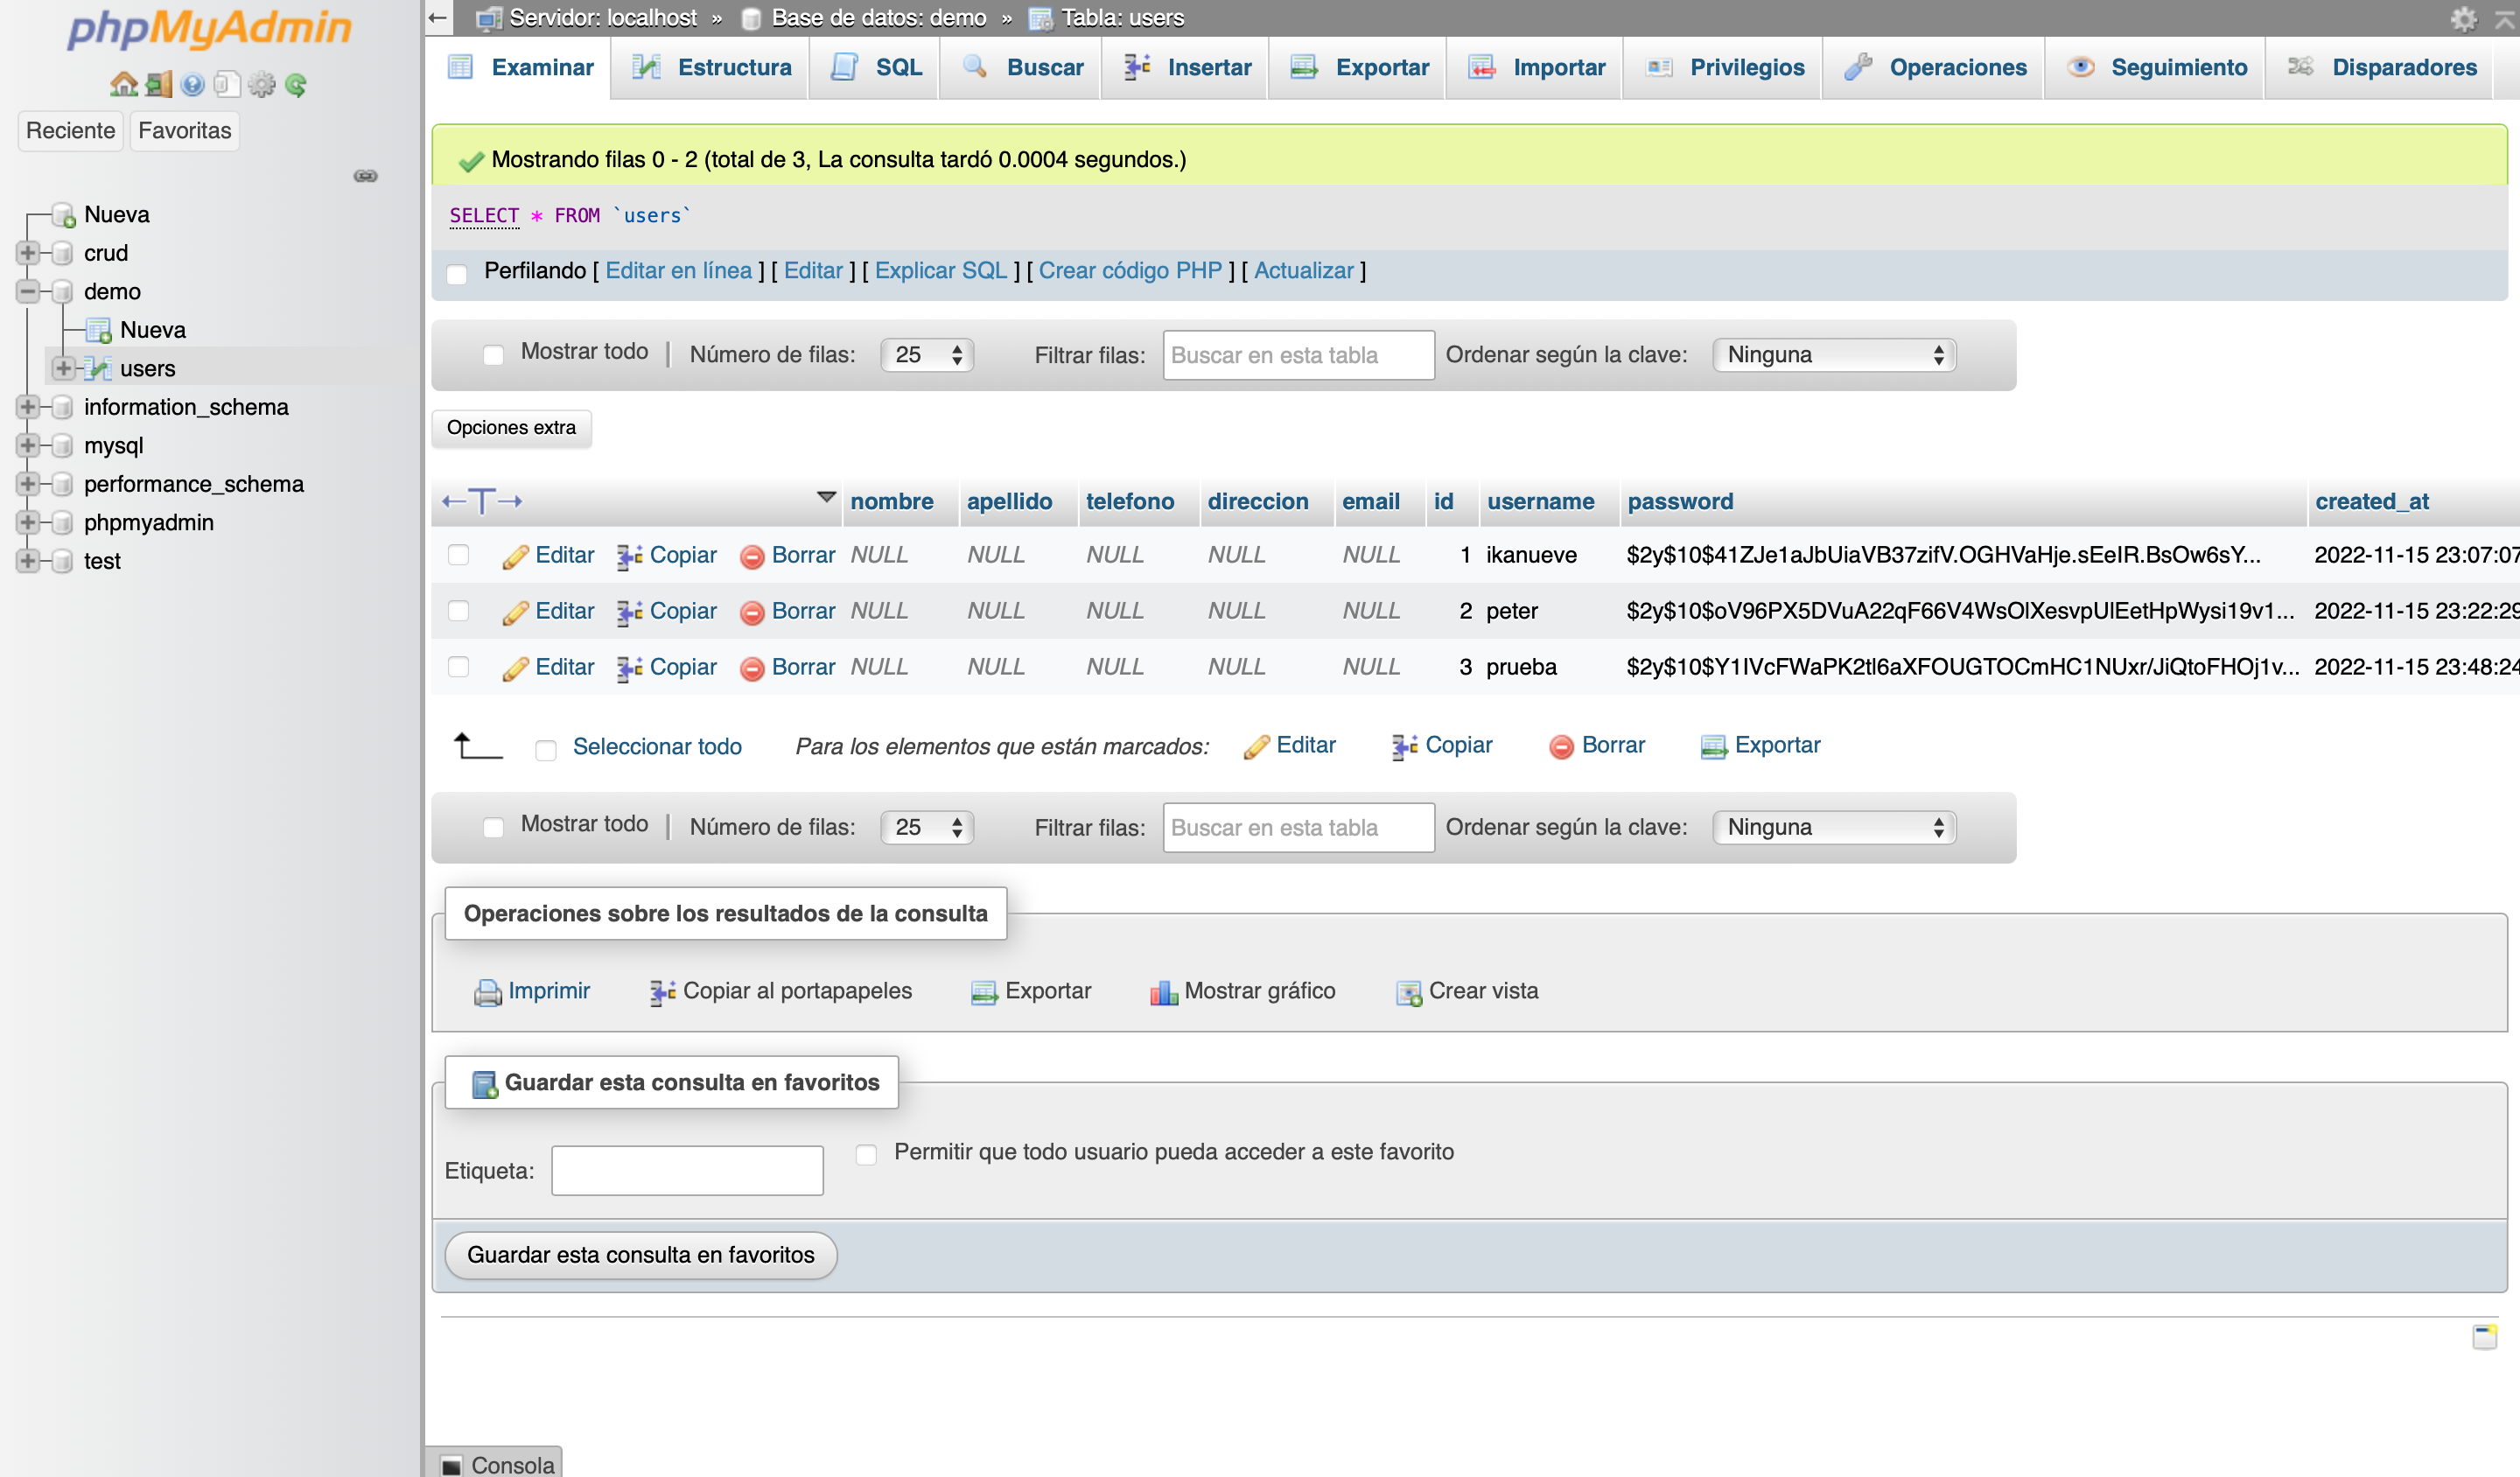 phpMyAdmin
Reciente Favoritas
Nueva
crud
demo
Nueva
users
information_schema
mysql
performance_schema
phpmyadmin
test
Servidor: localhost » Base de datos: demo » Tabla: users
Examinar Estructura SQL Buscar Insertar Exportar Importar Privilegios Operaciones Seguimiento Disparadores
Mostrando filas 0 - 2 (total de 3, La consulta tardó 0.0004 segundos.)
SELECT * FROM `users`
Perfilando [ Editar en línea ] [ Editar ] [ Explicar SQL ] [ Crear código PHP ] [ Actualizar ]
Mostrar todo | Número de filas: 25 Filtrar filas: Buscar en esta tabla Ordenar según la clave: Ninguna
Opciones extra
←T→ nombre apellido telefono direccion email id username password created_at
Editar Copiar Borrar NULL NULL NULL NULL NULL 1 ikanueve $2y$10$41ZJe1aJbUiaVB37zifV.OGHVaHje.sEeIR.BsOw6sY... 2022-11-15 23:07:07
Editar Copiar Borrar NULL NULL NULL NULL NULL 2 peter $2y$10$oV96PX5DVuA22qF66V4WsOlXesvpUlEetHpWysi19v1... 2022-11-15 23:22:29
Editar Copiar Borrar NULL NULL NULL NULL NULL 3 prueba $2y$10$Y1IVcFWaPK2tl6aXFOUGTOCmHC1NUxr/JiQtoFHOj1v... 2022-11-15 23:48:24
Seleccionar todo Para los elementos que están marcados: Editar Copiar Borrar Exportar
Mostrar todo | Número de filas: 25 Filtrar filas: Buscar en esta tabla Ordenar según la clave: Ninguna
Operaciones sobre los resultados de la consulta
Imprimir Copiar al portapapeles Exportar Mostrar gráfico Crear vista
Guardar esta consulta en favoritos
Etiqueta: Permitir que todo usuario pueda acceder a este favorito
Guardar esta consulta en favoritos
Consola